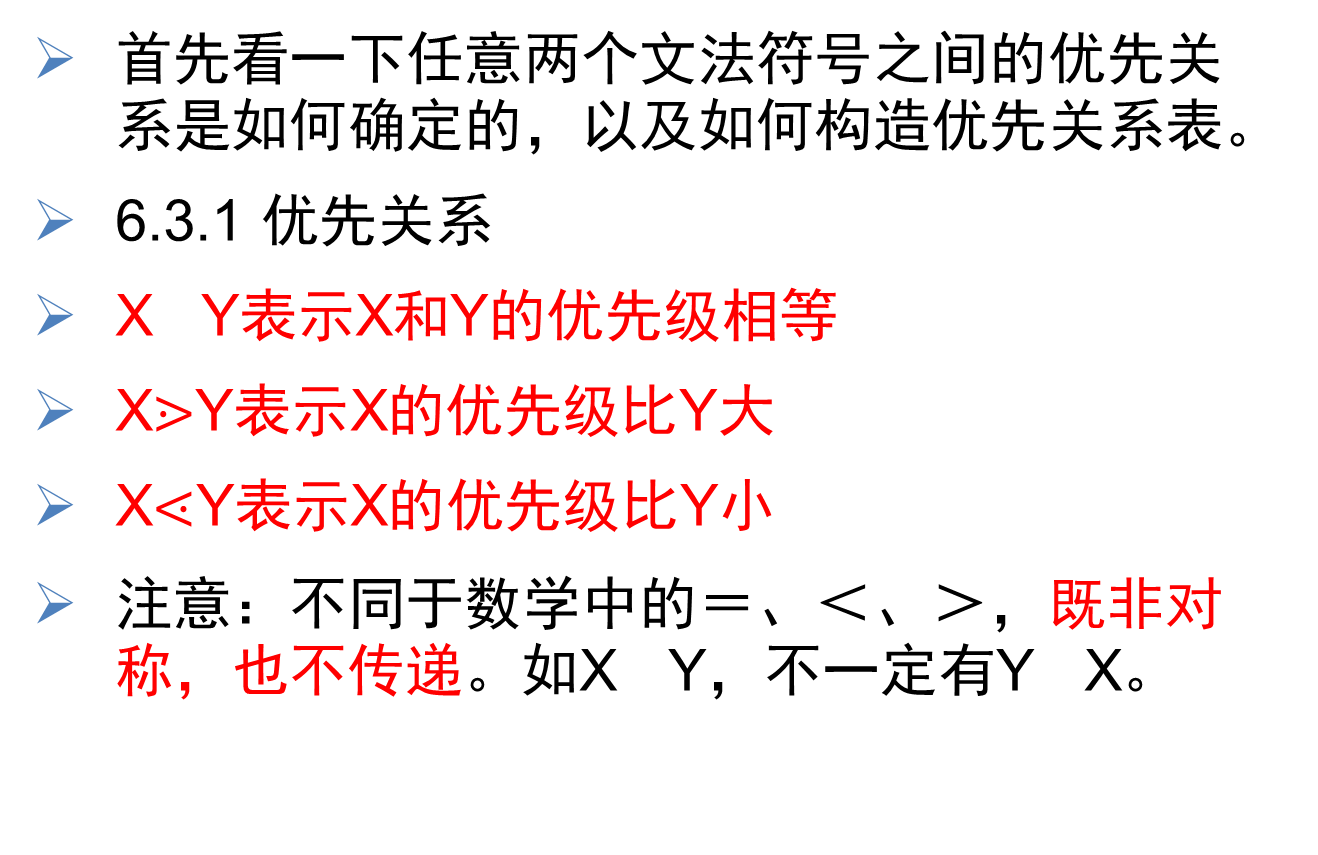 首先看一下任意两个文法符号之间的优先关
系是如何确定的，以及如何构造优先关系表。
6.3.1 优先关系
X Y表示X和Y的优先级相等
X⋗Y表示X的优先级比Y大
X⋖Y表示X的优先级比Y小
注意：不同于数学中的＝、＜、＞，既非对
称，也不传递。如X Y，不一定有Y X。